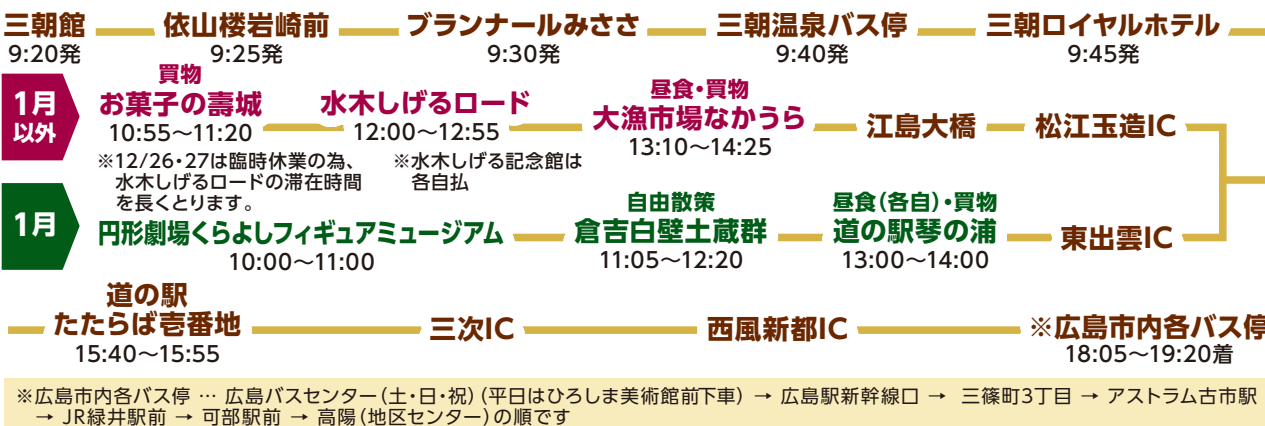 三朝館 依山楼岩崎前 ブランナールみささ 三朝温泉バス停 三朝ロイヤルホテル
9:20発 9:25発 9:30発 9:40発 9:45発
1月以外
買物
お菓子の壽城
10:55～11:20
※12/26・27は臨時休業の為、
水木しげるロードの滞在時間
を長くとります。
水木しげるロード
12:00～12:55
※水木しげる記念館は
各自払
昼食・買物
大漁市場なかうら
13:10～14:25
江島大橋
松江玉造IC
1月
円形劇場くらよしフィギュアミュージアム
10:00～11:00
自由散策
倉吉白壁土蔵群
11:05～12:20
昼食(各自)・買物
道の駅琴の浦
13:00～14:00
東出雲IC
道の駅
たたらば壱番地
15:40～15:55
三次IC
西風新都IC
※広島市内各バス停
18:05～19:20着
※広島市内各バス停 … 広島バスセンター(土・日・祝)(平日はひろしま美術館前下車) → 広島駅新幹線口 → 三篠町3丁目 → アストラム古市駅
→ JR緑井駅前 → 可部駅前 → 高陽(地区センター)の順です